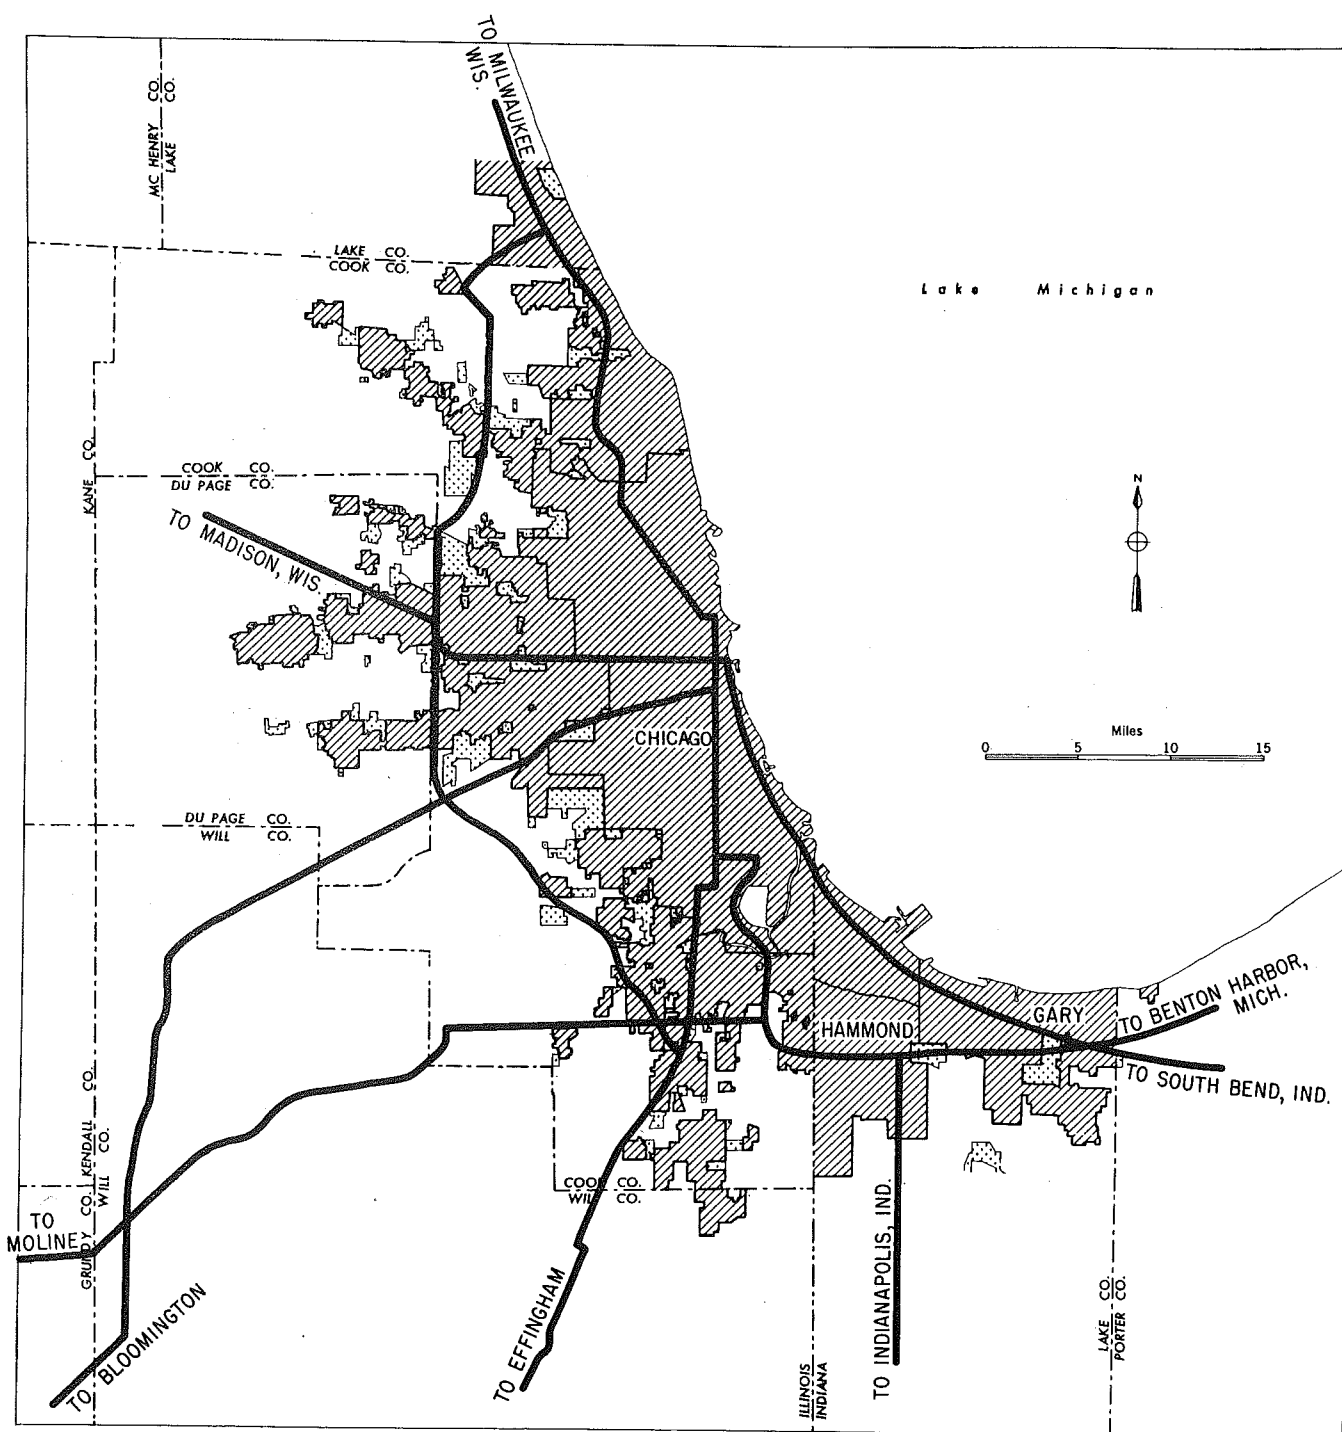 TO MILWAUKEE
WIS.
MC HENRY CO.
LAKE CO.
LAKE CO.
COOK CO.
Lake Michigan
KANE CO.
COOK CO.
DU PAGE CO.
TO MADISON, WIS.
N
CHICAGO
Miles
0 5 10 15
DU PAGE CO.
WILL CO.
HAMMOND
GARY
TO BENTON HARBOR,
MICH.
TO SOUTH BEND, IND.
KENDALL CO.
GRUNDY CO.
WILL CO.
COOK CO.
WILL CO.
TO
MOLINE
TO BLOOMINGTON
TO EFFINGHAM
ILLINOIS
INDIANA
TO INDIANAPOLIS, IND.
LAKE CO.
PORTER CO.